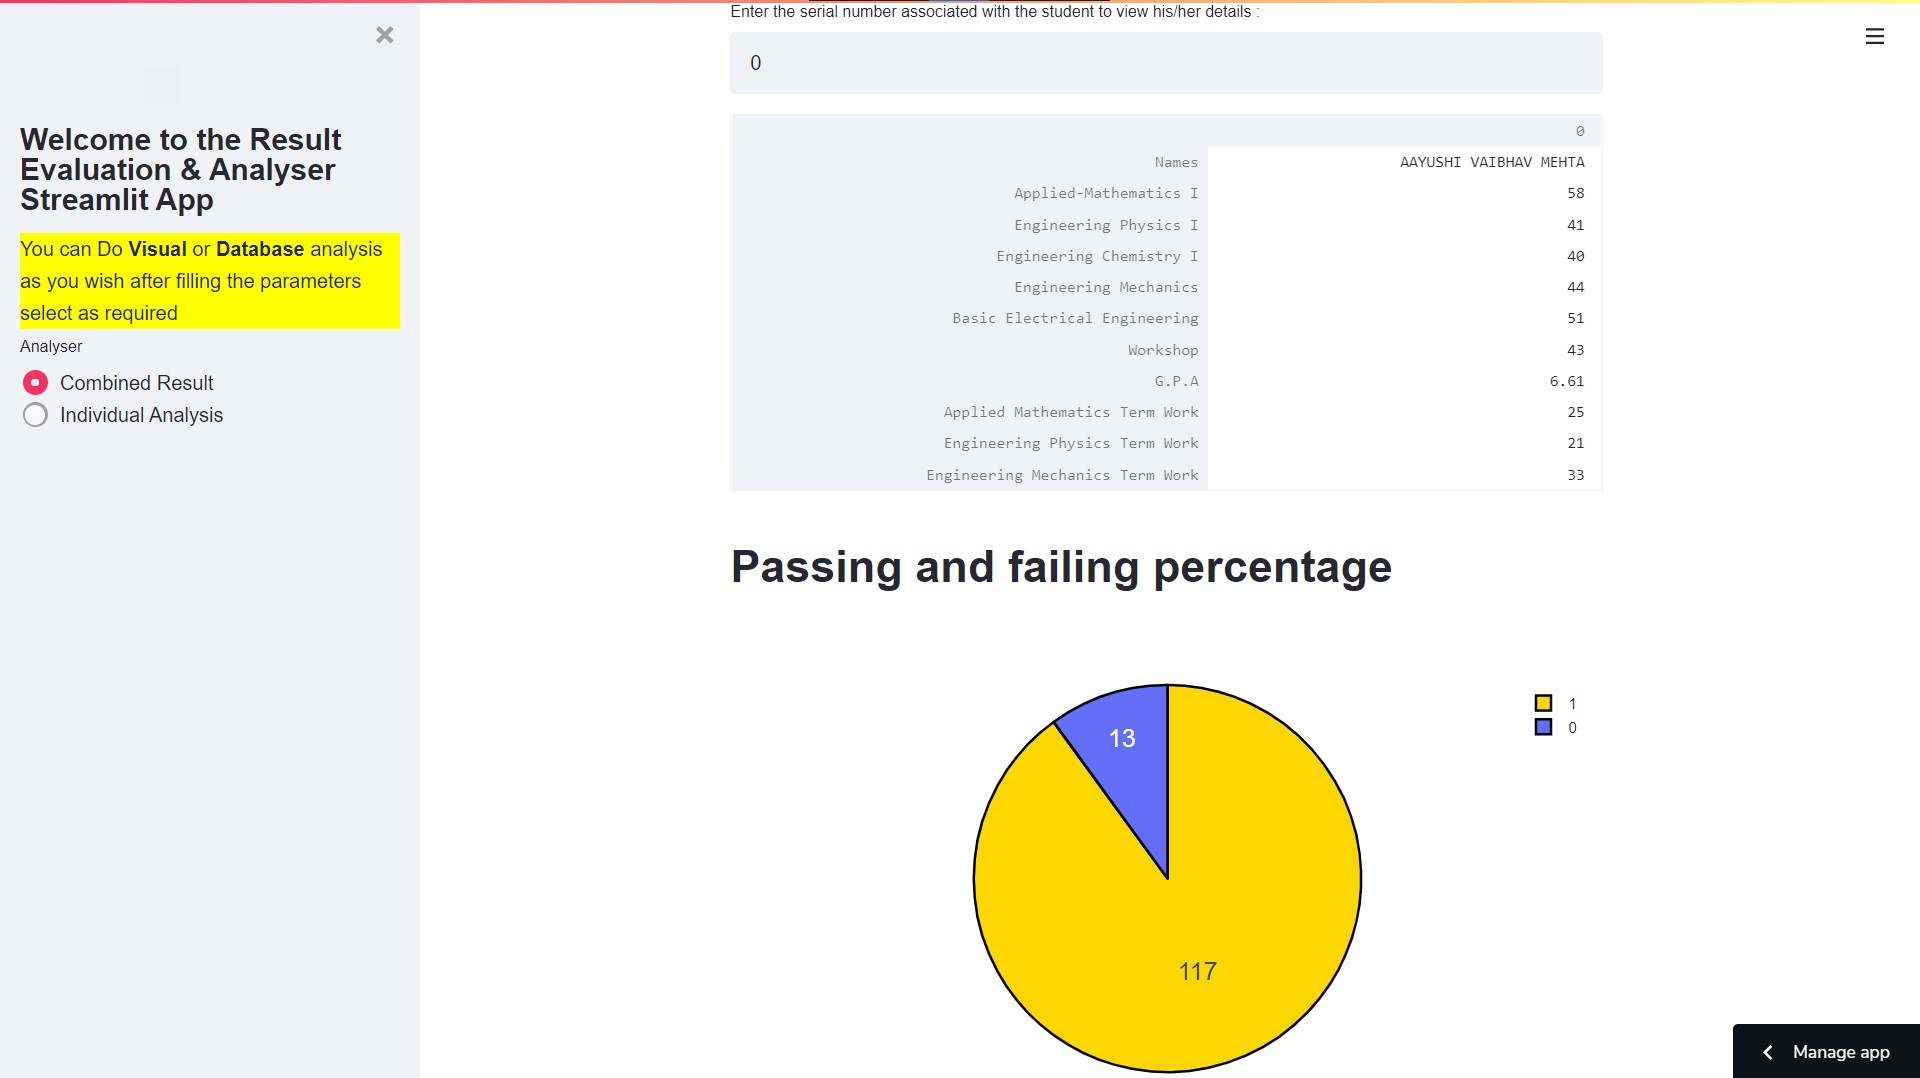 Welcome to the Result
Evaluation & Analyser
Streamlit App
You can Do Visual or Database analysis
as you wish after filling the parameters
select as required
Analyser
Combined Result
Individual Analysis
Enter the serial number associated with the student to view his/her details :
0
0
Names AAYUSHI VAIBHAV MEHTA
Applied-Mathematics I 58
Engineering Physics I 41
Engineering Chemistry I 40
Engineering Mechanics 44
Basic Electrical Engineering 51
Workshop 43
G.P.A 6.61
Applied Mathematics Term Work 25
Engineering Physics Term Work 21
Engineering Mechanics Term Work 33
Passing and failing percentage
13
117
1
0
Manage app